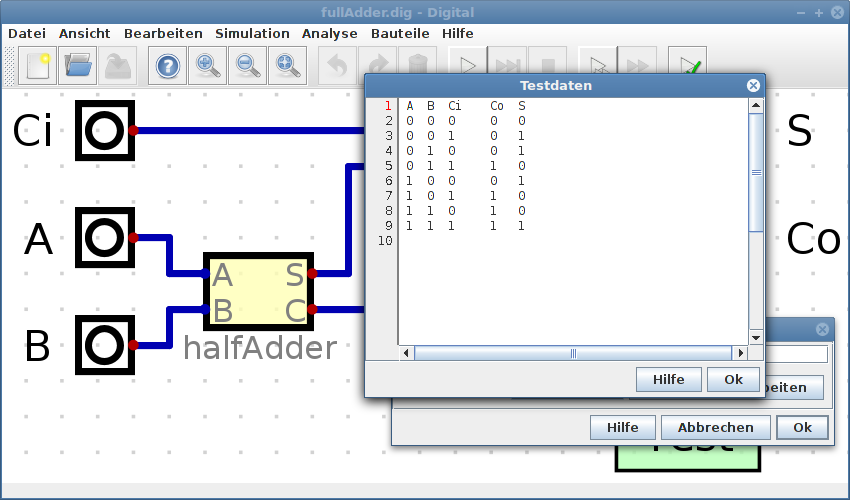 fullAdder.dig - Digital
Datei Ansicht Bearbeiten Simulation Analyse Bauteile Hilfe
Testdaten
1 A B Ci Co S
2 0 0 0 0 0
3 0 0 1 0 1
4 0 1 0 0 1
5 0 1 1 1 0
6 1 0 0 0 1
7 1 0 1 1 0
8 1 1 0 1 0
9 1 1 1 1 1
10
Hilfe Ok
Ci
S
A
Co
A S
B C
B
halfAdder
beiten
Hilfe Abbrechen Ok
Test